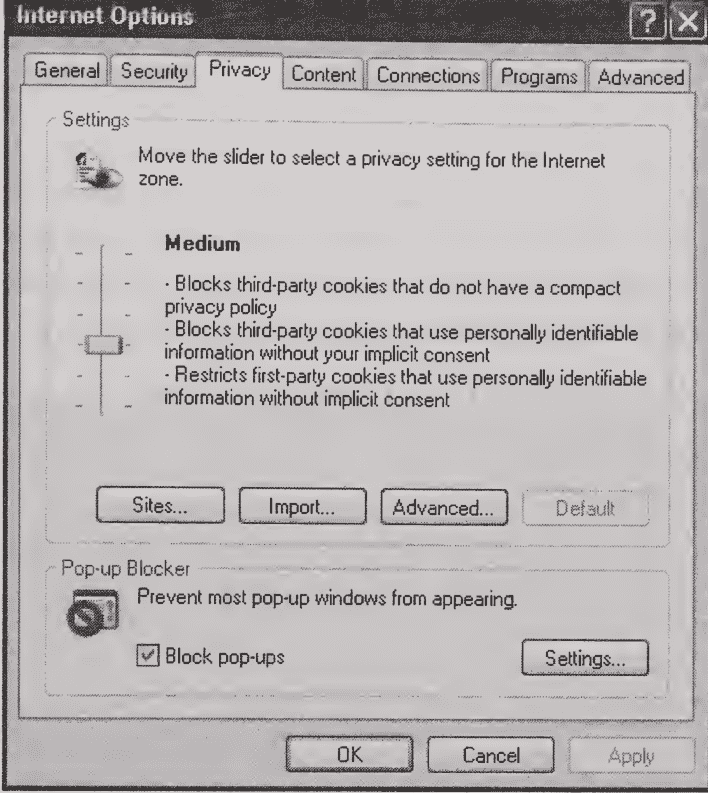 Internet Options
General Security Privacy Content Connections Programs Advanced
Settings
Move the slider to select a privacy setting for the Internet
zone.
Medium
- Blocks third-party cookies that do not have a compact
privacy policy
- Blocks third-party cookies that use personally identifiable
information without your implicit consent
- Restricts first-party cookies that use personally identifiable
information without implicit consent
Sites... Import... Advanced... Default
Pop-up Blocker
Prevent most pop-up windows from appearing.
Block pop-ups
Settings...
OK Cancel Apply